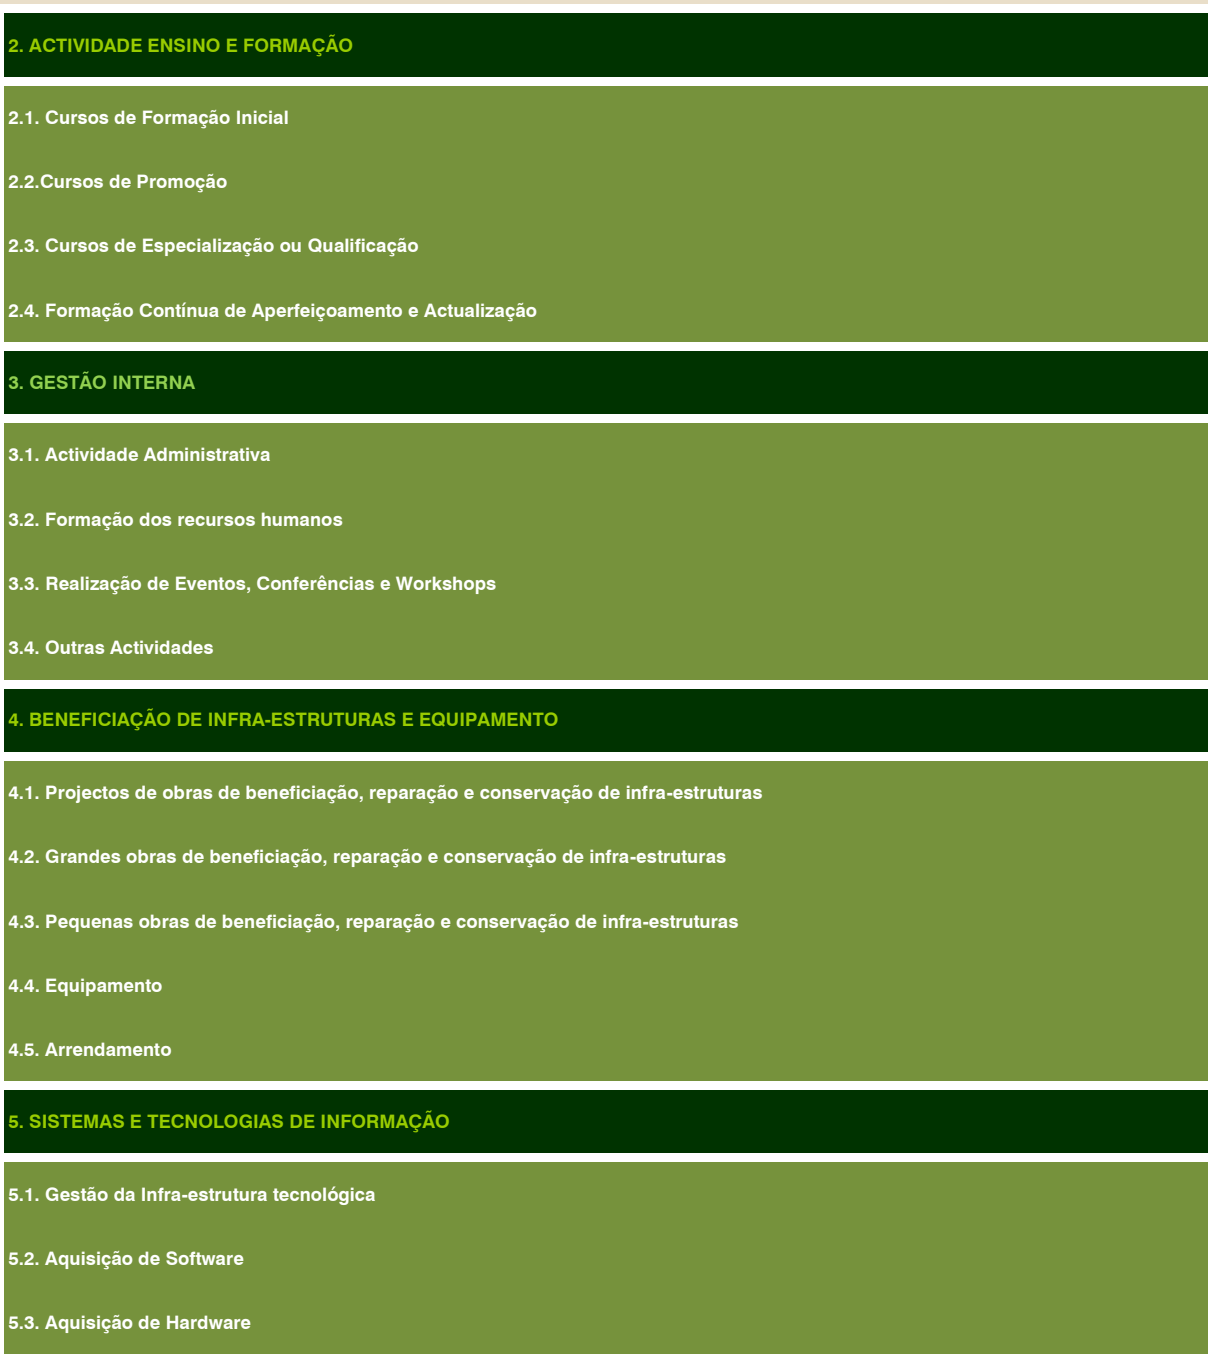 2. ACTIVIDADE ENSINO E FORMAÇÃO
2.1. Cursos de Formação Inicial
2.2.Cursos de Promoção
2.3. Cursos de Especialização ou Qualificação
2.4. Formação Contínua de Aperfeiçoamento e Actualização
3. GESTÃO INTERNA
3.1. Actividade Administrativa
3.2. Formação dos recursos humanos
3.3. Realização de Eventos, Conferências e Workshops
3.4. Outras Actividades
4. BENEFICIAÇÃO DE INFRA-ESTRUTURAS E EQUIPAMENTO
4.1. Projectos de obras de beneficiação, reparação e conservação de infra-estruturas
4.2. Grandes obras de beneficiação, reparação e conservação de infra-estruturas
4.3. Pequenas obras de beneficiação, reparação e conservação de infra-estruturas
4.4. Equipamento
4.5. Arrendamento
5. SISTEMAS E TECNOLOGIAS DE INFORMAÇÃO
5.1. Gestão da Infra-estrutura tecnológica
5.2. Aquisição de Software
5.3. Aquisição de Hardware